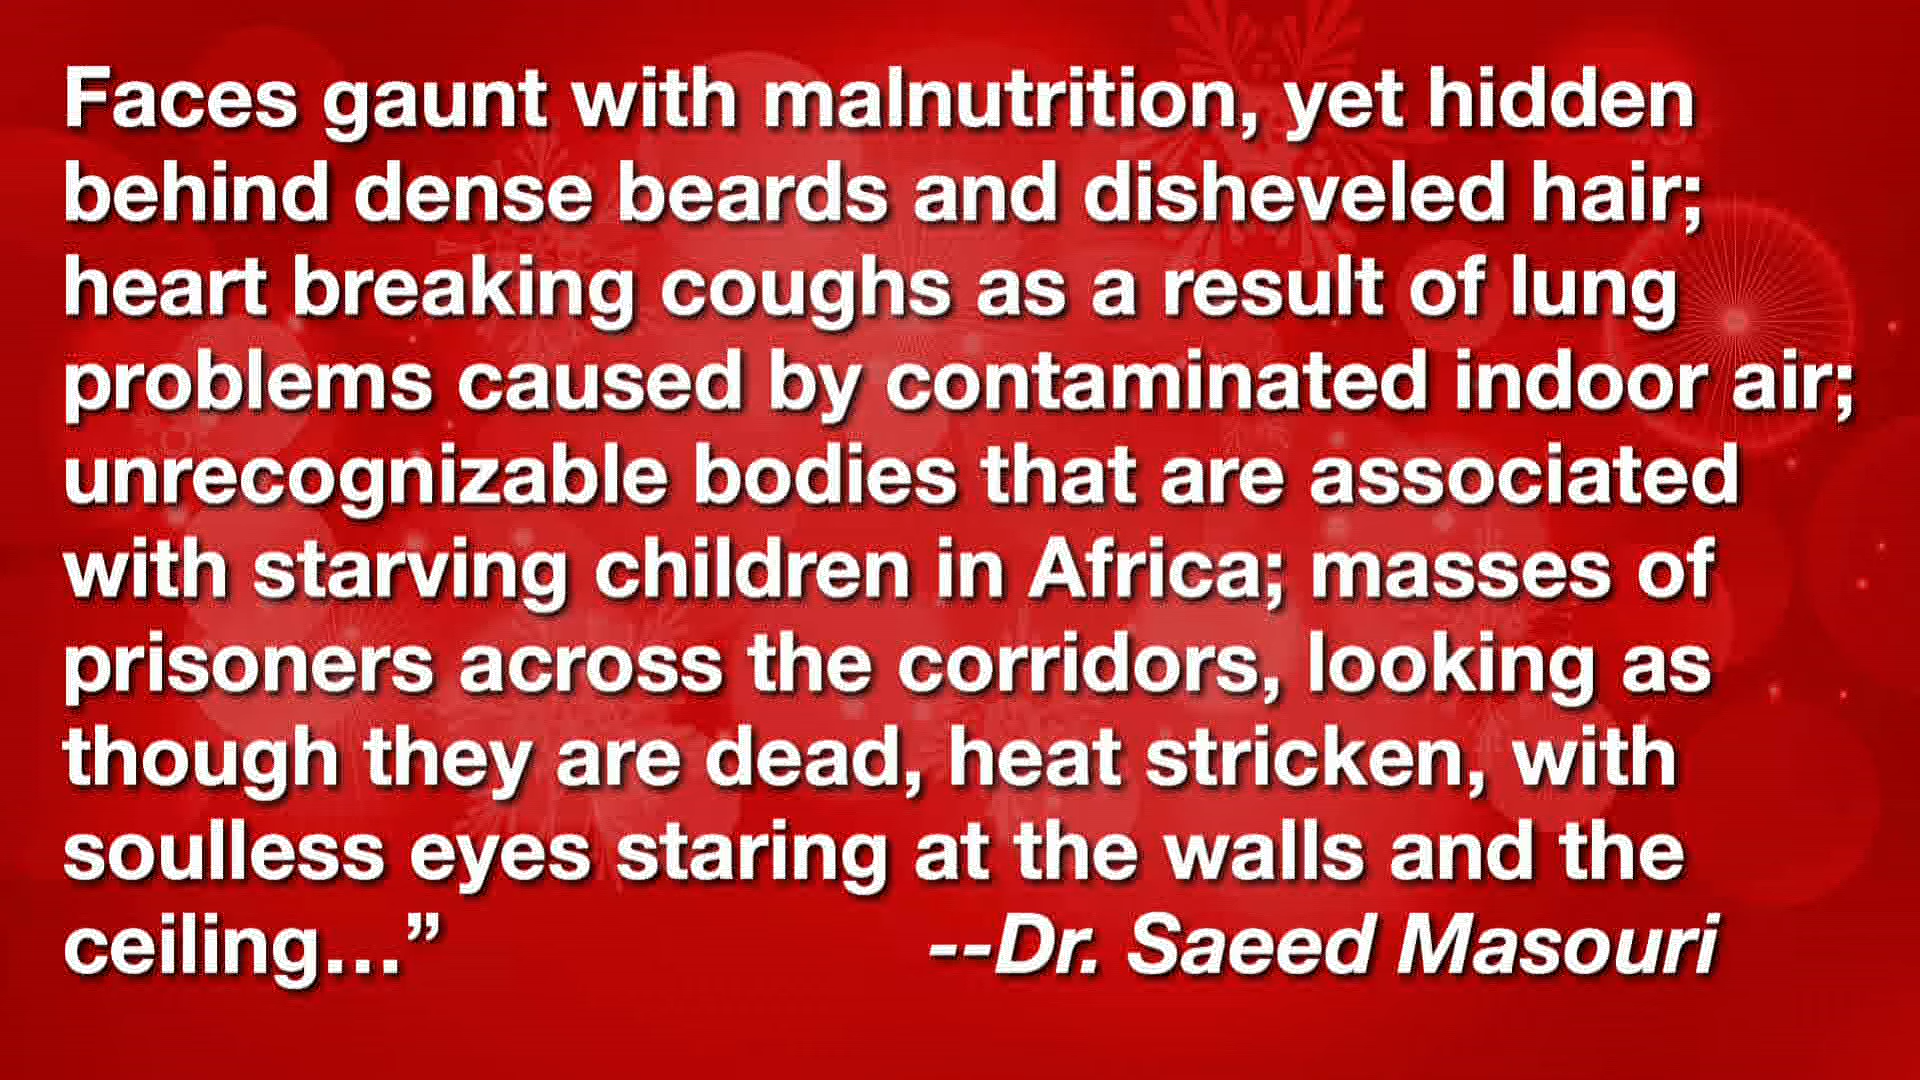 Faces gaunt with malnutrition, yet hidden
behind dense beards and disheveled hair;
heart breaking coughs as a result of lung
problems caused by contaminated indoor air;
unrecognizable bodies that are associated
with starving children in Africa; masses of
prisoners across the corridors, looking as
though they are dead, heat stricken, with
soulless eyes staring at the walls and the
ceiling…” --Dr. Saeed Masouri